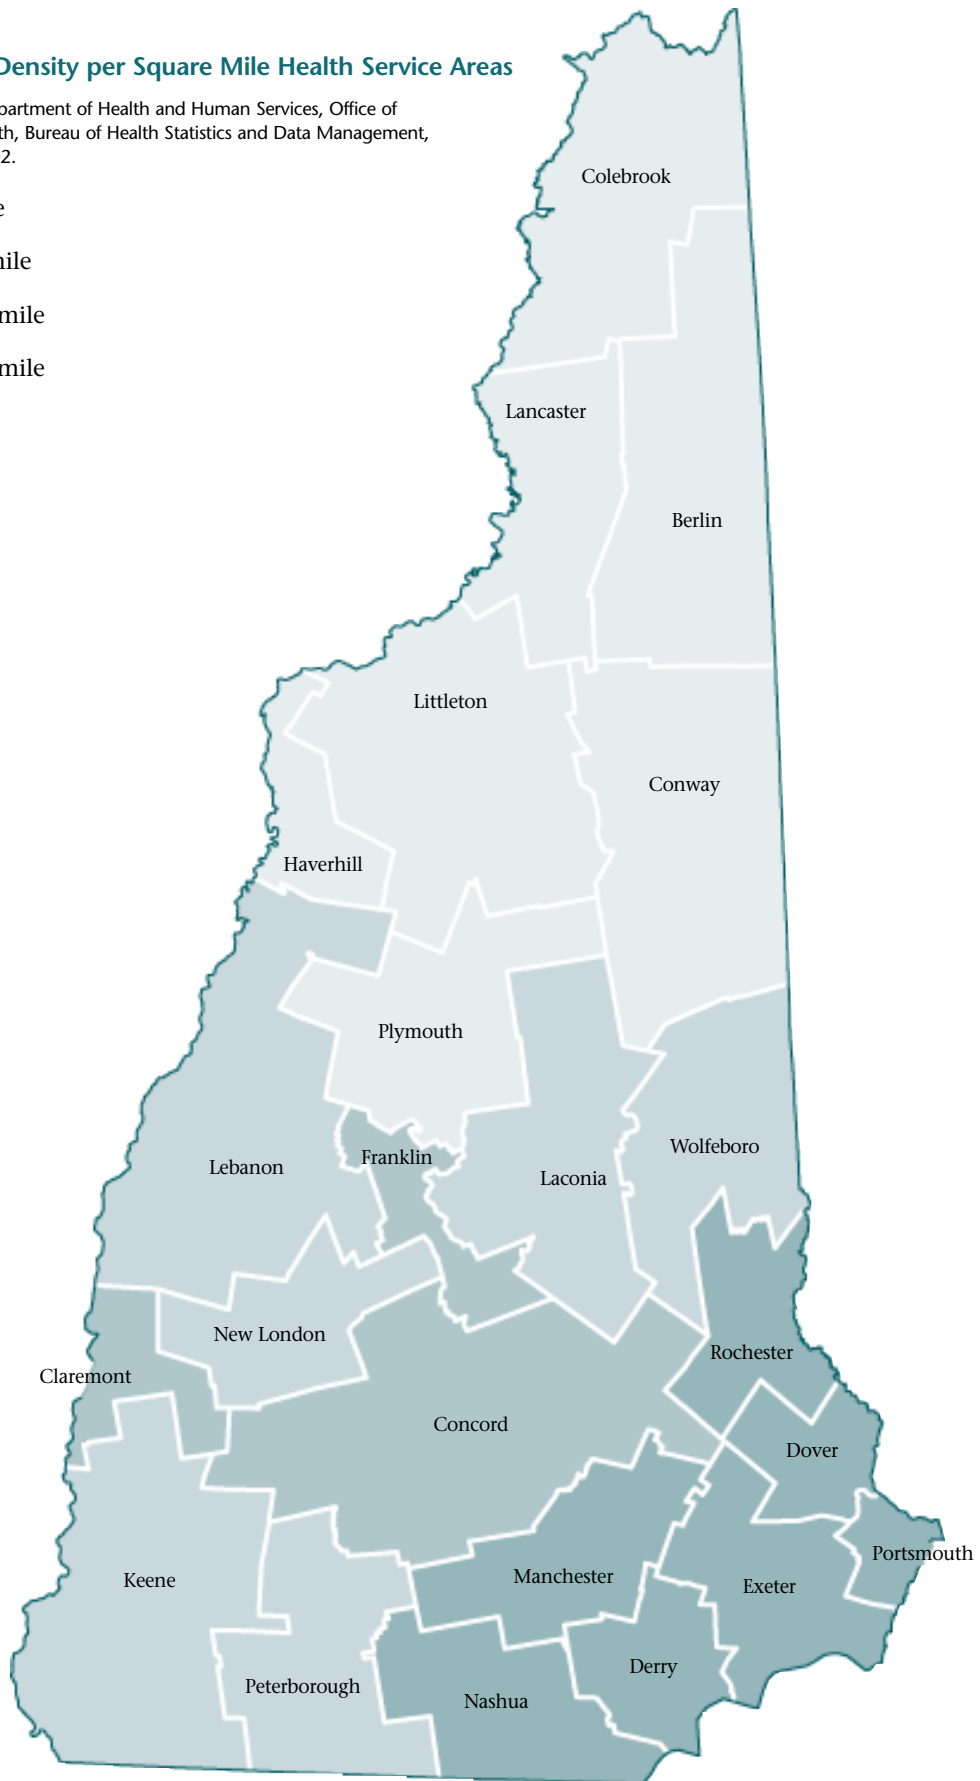 Density per Square Mile Health Service Areas
partment of Health and Human Services, Office of
th, Bureau of Health Statistics and Data Management,
2.
e
ile
mile
mile
Colebrook
Lancaster
Berlin
Littleton
Conway
Haverhill
Plymouth
Wolfeboro
Franklin
Lebanon
Laconia
New London
Rochester
Claremont
Concord
Dover
Portsmouth
Manchester
Keene
Exeter
Derry
Peterborough
Nashua